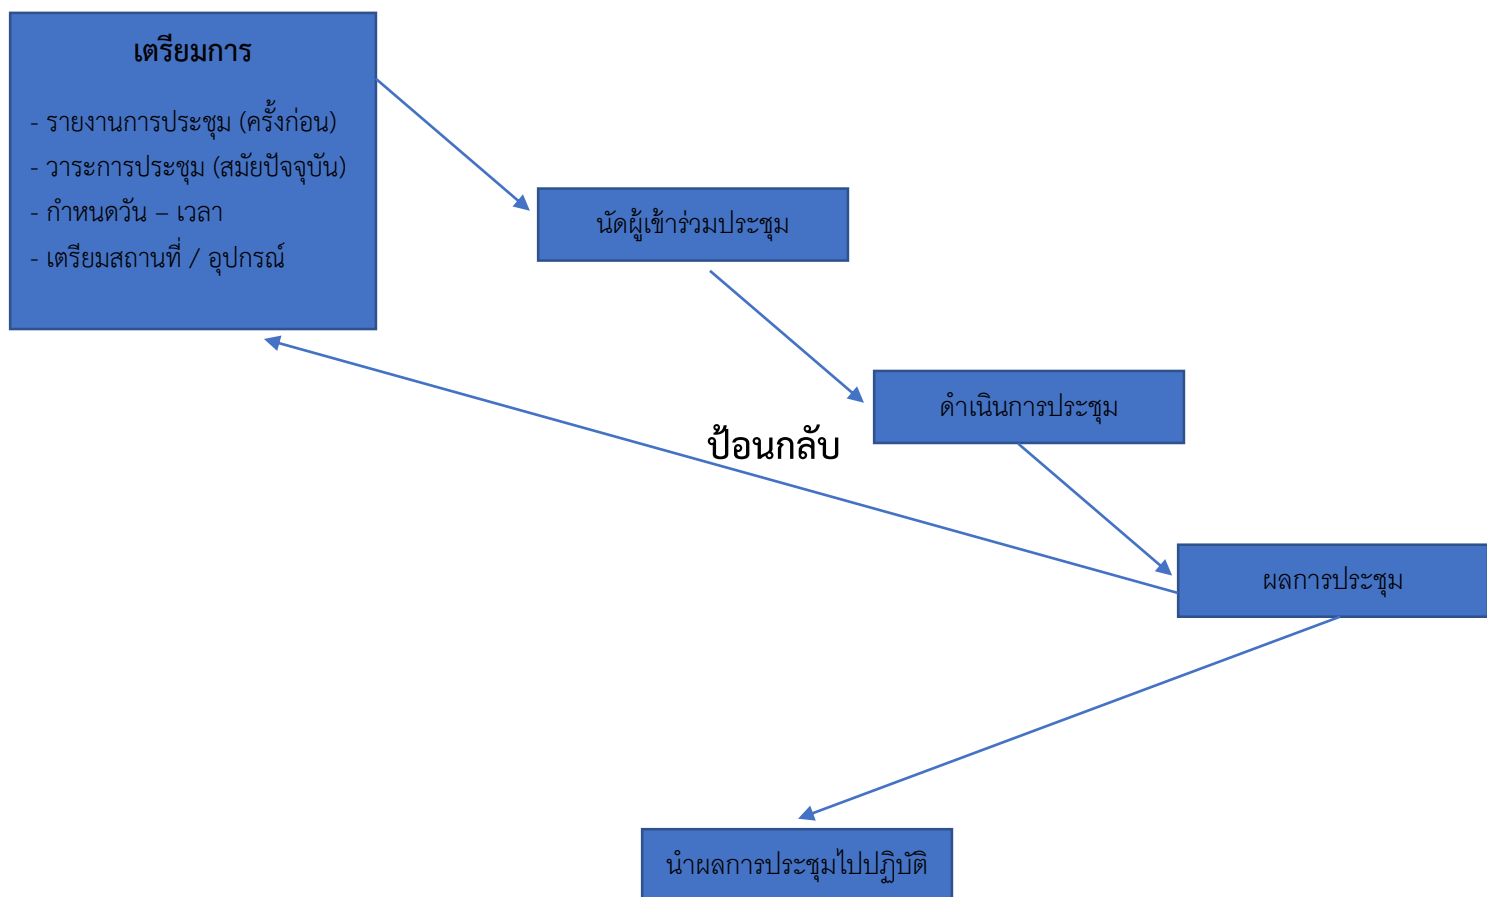 เตรียมการ
- รายงานการประชุม (ครั้งก่อน)
- วาระการประชุม (สมัยปัจจุบัน)
- กำหนดวัน – เวลา
- เตรียมสถานที่ / อุปกรณ์
นัดผู้เข้าร่วมประชุม
ดำเนินการประชุม
ป้อนกลับ
ผลการประชุม
นำผลการประชุมไปปฏิบัติ